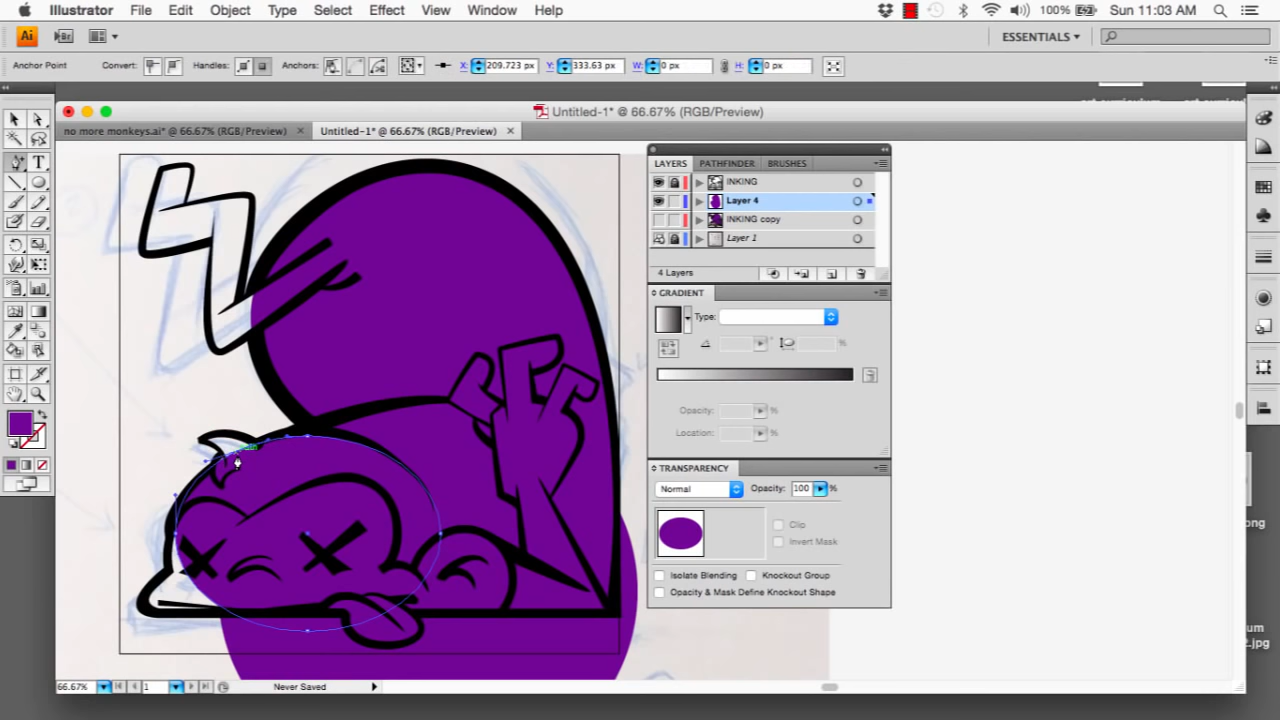 Illustrator File Edit Object Type Select Effect View Window Help 100% Sun 11:03 AM
Ai Br ESSENTIALS
Anchor Point Convert: Handles: Anchors: X: 209.723 px Y: 333.63 px W: 0 px H: 0 px
Untitled-1* @ 66.67% (RGB/Preview)
no more monkeys.ai* @ 66.67% (RGB/Preview) Untitled-1* @ 66.67% (RGB/Preview)
LAYERS PATHFINDER BRUSHES
INKING
Layer 4
INKING copy
Layer 1
4 Layers
GRADIENT
Type:
%
Opacity: %
Location: %
TRANSPARENCY
Normal Opacity: 100 %
Clip
Invert Mask
Isolate Blending Knockout Group
Opacity & Mask Define Knockout Shape
66.67% 1 Never Saved